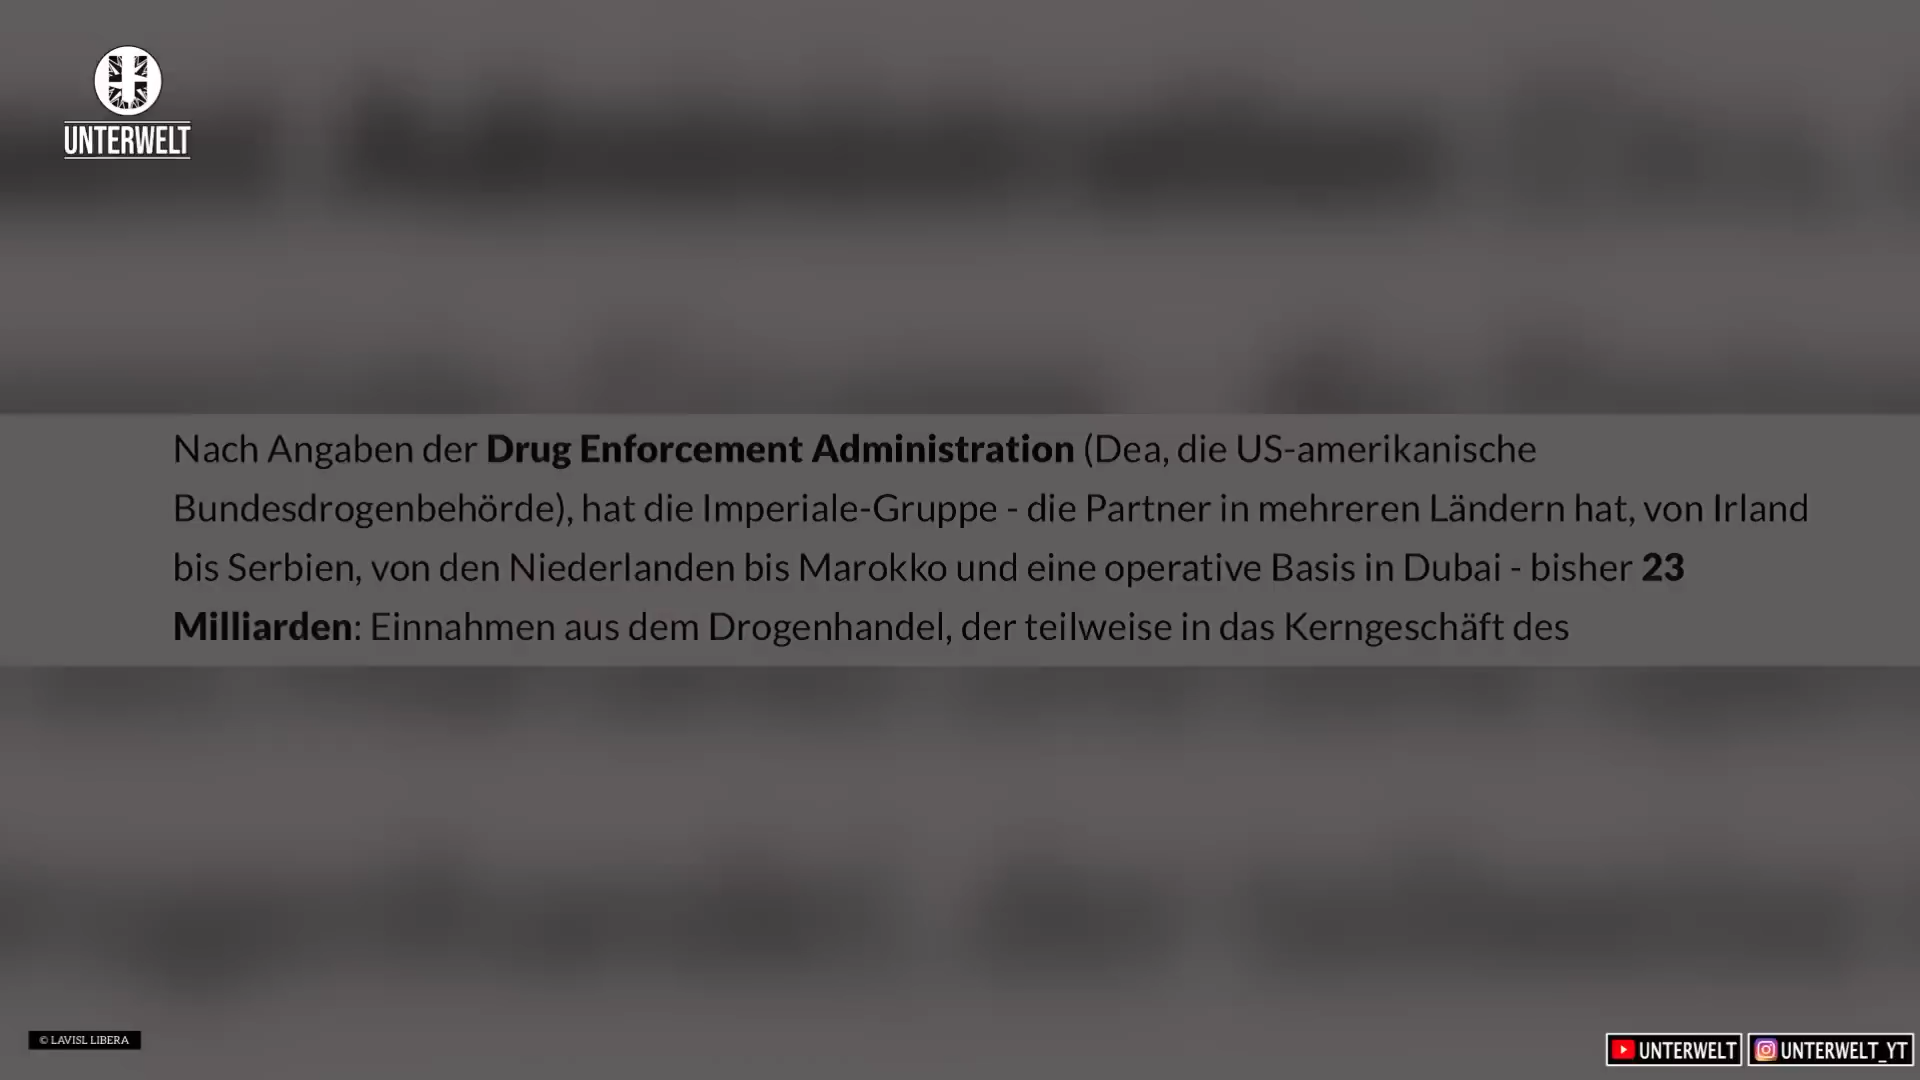 UNTERWELT
Nach Angaben der Drug Enforcement Administration (Dea, die US-amerikanische
Bundesdrogenbehörde), hat die Imperiale-Gruppe - die Partner in mehreren Ländern hat, von Irland
bis Serbien, von den Niederlanden bis Marokko und eine operative Basis in Dubai - bisher 23
Milliarden: Einnahmen aus dem Drogenhandel, der teilweise in das Kerngeschäft des
© LAVISL LIBERA
UNTERWELT
UNTERWELT_YT